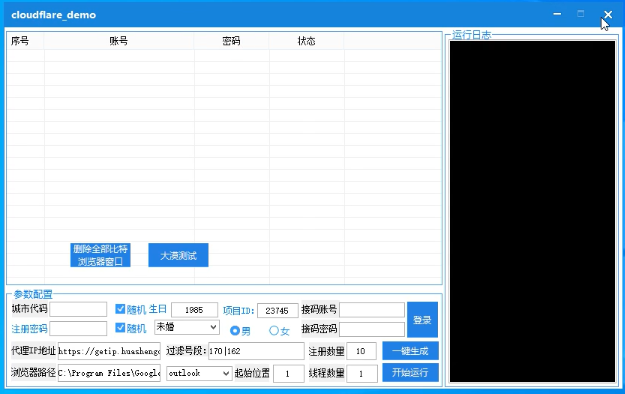 cloudflare_demo
序号 账号 密码 状态
运行日志
删除全部比特
浏览器窗口
大漠测试
参数配置
城市代码 随机 生日 1985 项目ID: 23745 接码账号
登录
注册密码 随机 未婚 男 女 接码密码
代理IP地址 https://getip.huashengd 过滤号段: 170|162 注册数量 10 一键生成
浏览器路径 C:\Program Files\Google outlook 起始位置 1 线程数量 1 开始运行